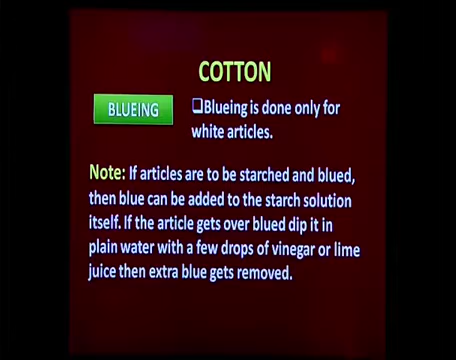 COTTON
BLUEING
❑Blueing is done only for
white articles.
Note: If articles are to be starched and blued,
then blue can be added to the starch solution
itself. If the article gets over blued dip it in
plain water with a few drops of vinegar or lime
juice then extra blue gets removed.